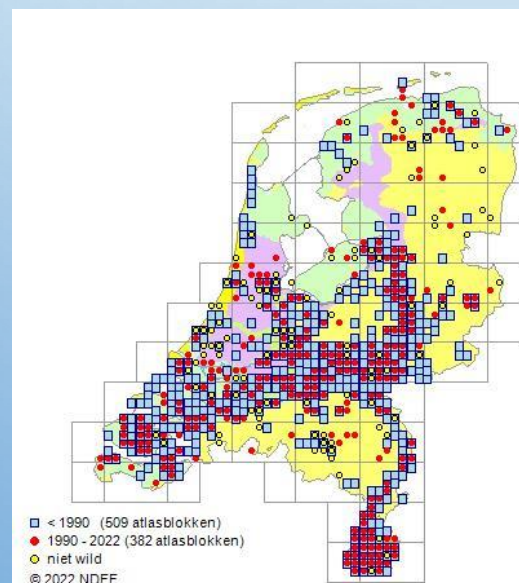 < 1990 (509 atlasblokken)
1990 - 2022 (382 atlasblokken)
niet wild
© 2022 NDFF